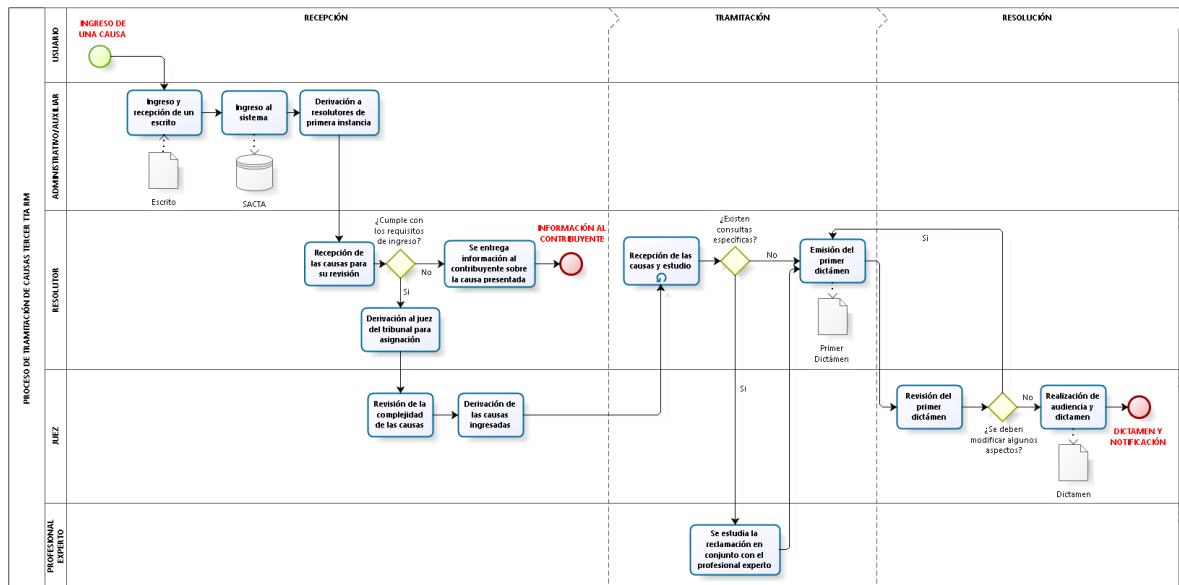 PROCESO DE TRAMITACIÓN DE CAUSAS TERCER TTA RM
RECEPCIÓN
TRAMITACIÓN
RESOLUCIÓN
USUARIO
INGRESO DE
UNA CAUSA
ADMINISTRATIVO/AUXILIAR
Ingreso y
recepción de un
escrito
Ingreso al
sistema
Derivación a
resolutores de
primera instancia
Escrito
SACTA
RESOLUTOR
Recepción de
las causas para
su revisión
¿Cumple con
los requisitos
de ingreso?
No
Si
Se entrega
información al
contribuyente sobre
la causa presentada
INFORMACIÓN AL
CONTRIBUYENTE
Derivación al juez
del tribunal para
asignación
Recepción de las
causas y estudio
¿Existen
consultas
específicas?
No
Si
Emisión del
primer
dictámen
Primer
Dictámen
Si
JUEZ
Revisión de la
complejidad
de las causas
Derivación de
las causas
ingresadas
Revisión del
primer
dictámen
¿Se deben
modificar algunos
aspectos?
No
Realización de
audiencia y
dictamen
Dictamen
DICTAMEN Y
NOTIFICACIÓN
PROFESIONAL
EXPERTO
Se estudia la
reclamación en
conjunto con el
profesional experto